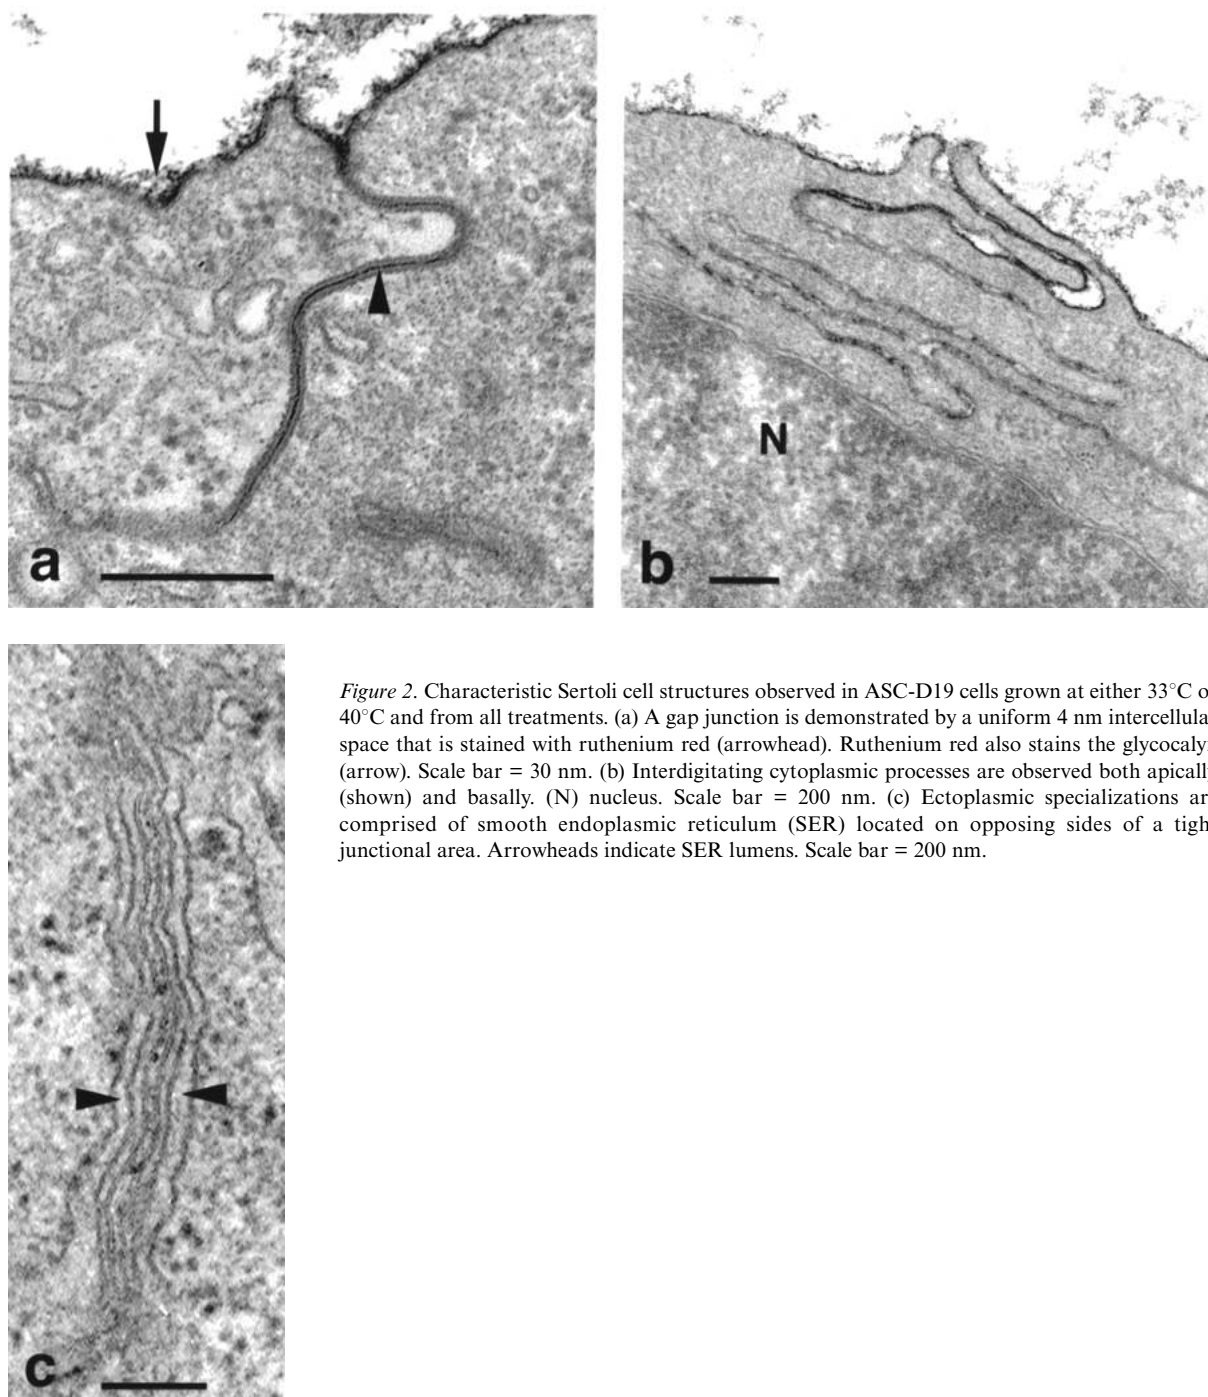 a
b
N
c
Figure 2. Characteristic Sertoli cell structures observed in ASC-D19 cells grown at either 33°C o
40°C and from all treatments. (a) A gap junction is demonstrated by a uniform 4 nm intercellula
space that is stained with ruthenium red (arrowhead). Ruthenium red also stains the glycocaly
(arrow). Scale bar = 30 nm. (b) Interdigitating cytoplasmic processes are observed both apicall
(shown) and basally. (N) nucleus. Scale bar = 200 nm. (c) Ectoplasmic specializations ar
comprised of smooth endoplasmic reticulum (SER) located on opposing sides of a tigh
junctional area. Arrowheads indicate SER lumens. Scale bar = 200 nm.